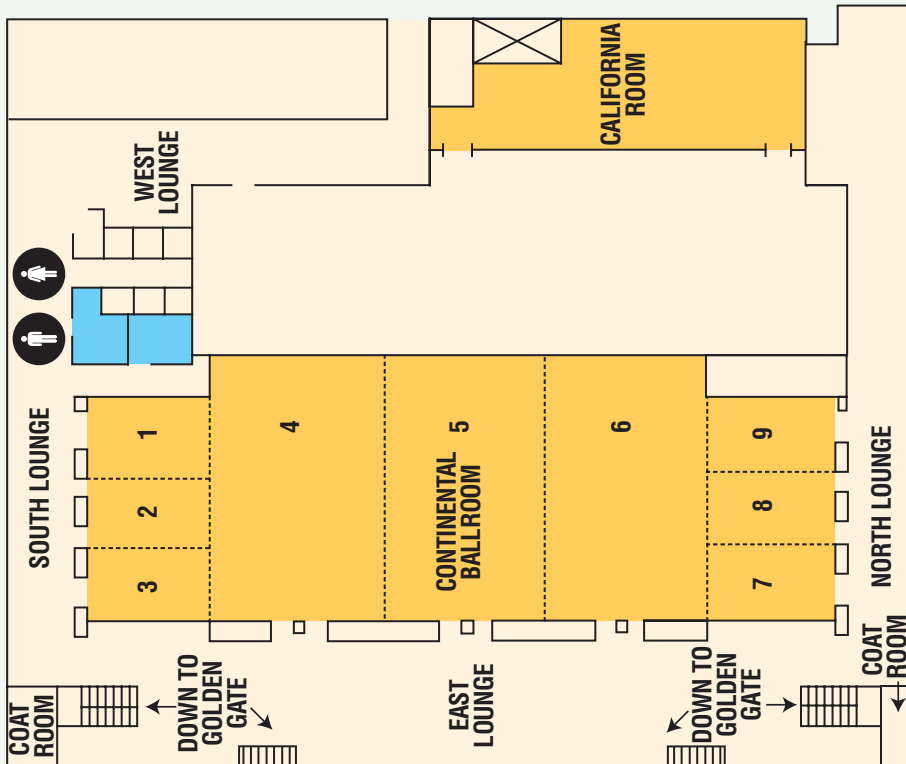 CALIFORNIA
ROOM
WEST
LOUNGE
SOUTH LOUNGE
1
2
3
4
5
6
CONTINENTAL
BALLROOM
9
8
7
NORTH LOUNGE
COAT
ROOM
DOWN TO
GOLDEN
GATE
EAST
LOUNGE
DOWN TO
GOLDEN
GATE
COAT
ROOM